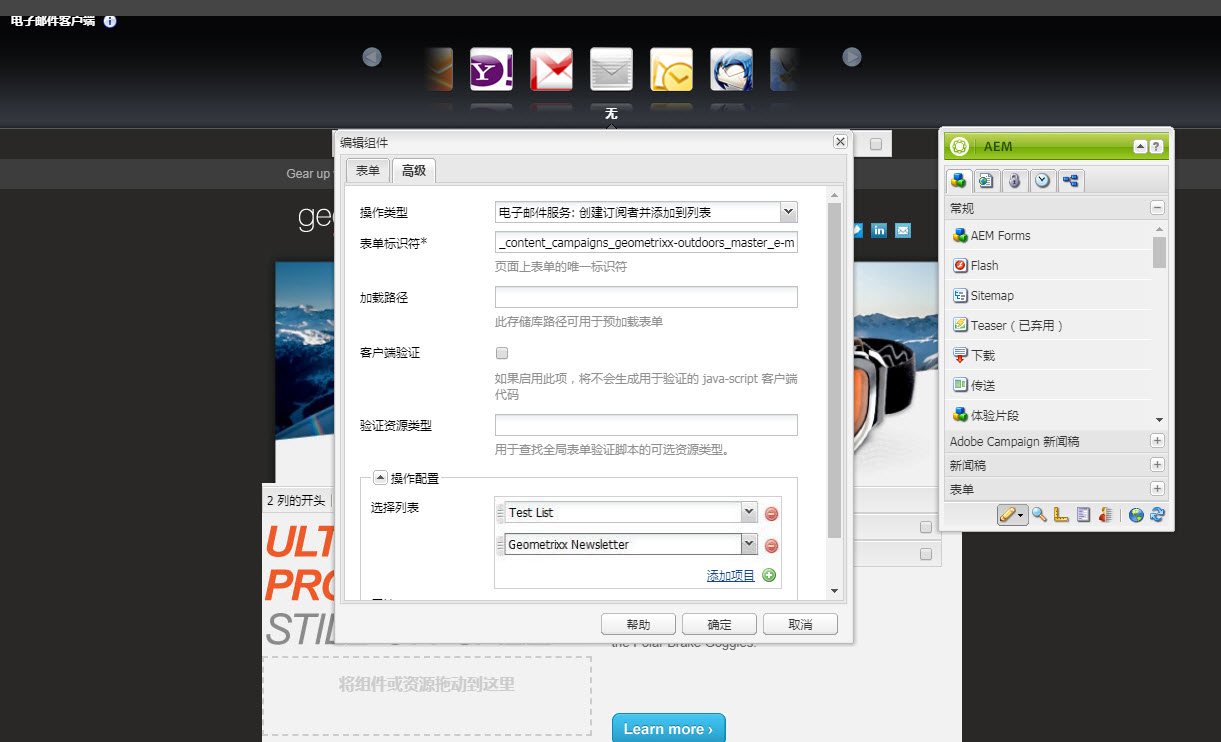 电子邮件客户端
无
编辑组件
表单
高级
操作类型
电子邮件服务: 创建订阅者并添加到列表
表单标识符*
_content_campaigns_geometrixx-outdoors_master_e-m
页面上表单的唯一标识符
加载路径
此存储库路径可用于预加载表单
客户端验证
如果启用此项，将不会生成用于验证的 java-script 客户端
代码
验证资源类型
用于查找全局表单验证脚本的可选资源类型。
操作配置
选择列表
Test List
Geometrixx Newsletter
添加项目
帮助
确定
取消
Gear up
geo
2 列的开头
ULT
PRO
STIL
the Polar Brake Goggles.
将组件或资源拖动到这里
Learn more ›
AEM
常规
AEM Forms
Flash
Sitemap
Teaser（已弃用）
下载
传送
体验片段
Adobe Campaign 新闻稿
新闻稿
表单